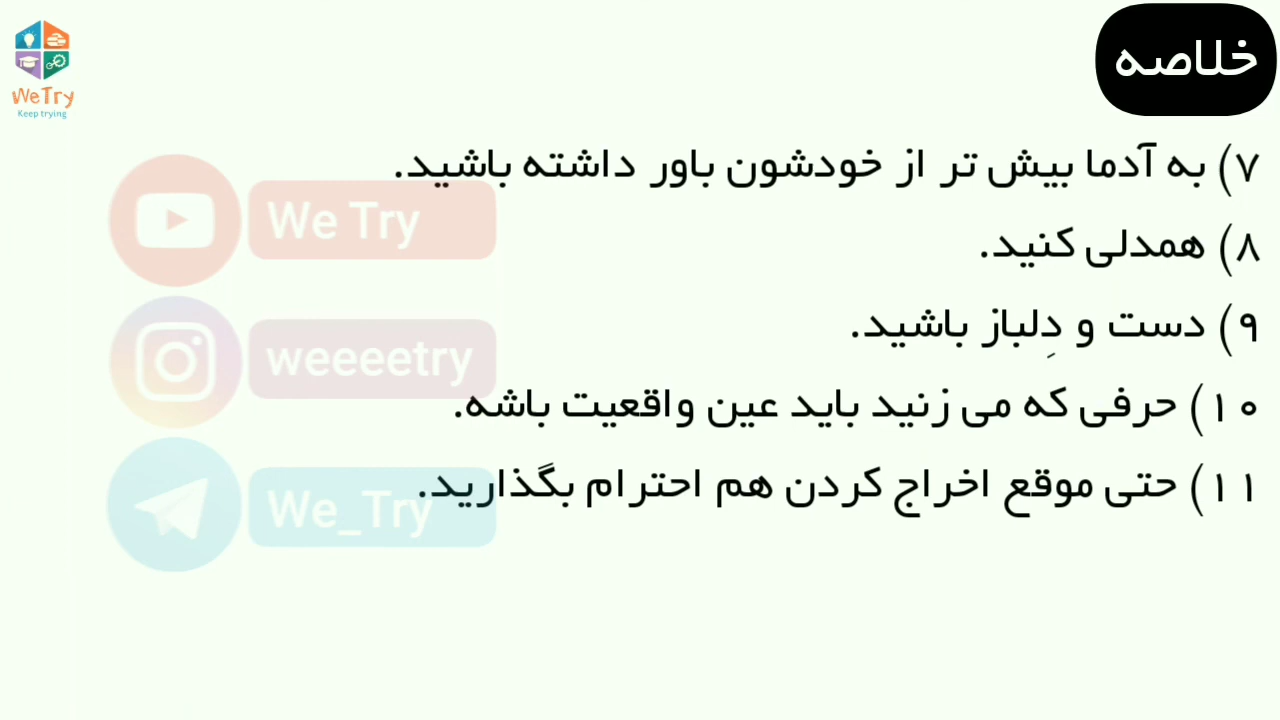 WeTry
Keep trying
خلاصه
۷) به آدما بیش تر از خودشون باور داشته باشید.
۸) همدلی کنید.
۹) دست و دِلباز باشید.
۱۰) حرفی که می زنید باید عین واقعیت باشه.
۱۱) حتی موقع اخراج کردن هم احترام بگذارید.
We Try
weeeetry
We_Try